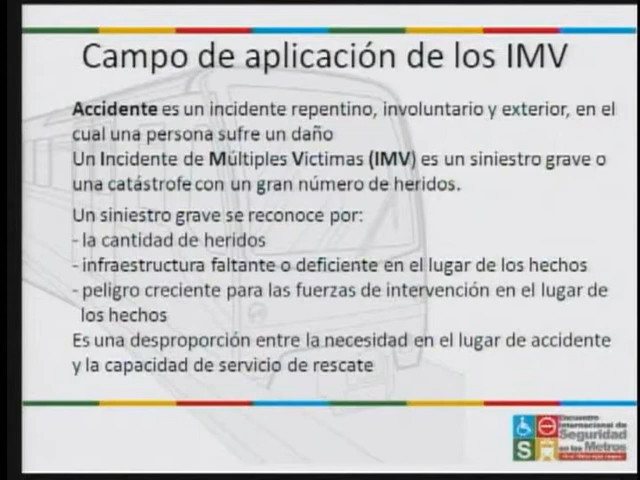 Campo de aplicación de los IMV
Accidente es un incidente repentino, involuntario y exterior, en el
cual una persona sufre un daño
Un Incidente de Múltiples Victimas (IMV) es un siniestro grave o
una catástrofe con un gran número de heridos.
Un siniestro grave se reconoce por:
- la cantidad de heridos
- infraestructura faltante o deficiente en el lugar de los hechos
- peligro creciente para las fuerzas de intervención en el lugar de
los hechos
Es una desproporción entre la necesidad en el lugar de accidente
y la capacidad de servicio de rescate
S
Encuentro
Internacional de
Seguridad
en los Metros